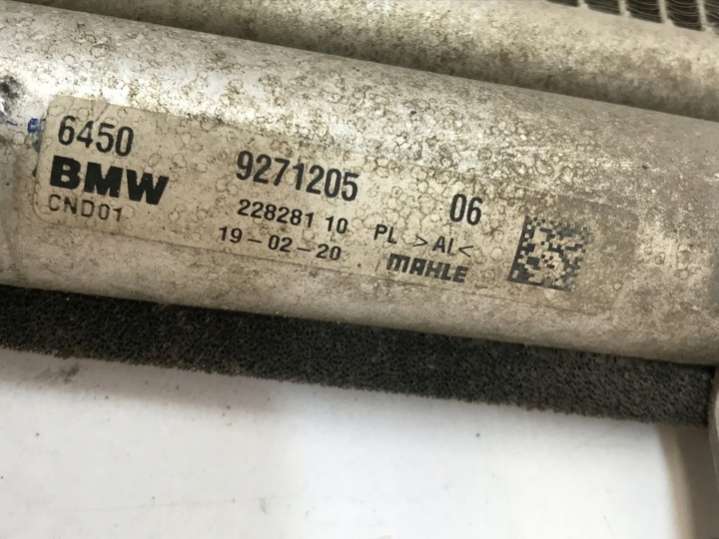 6450 9271205 06
BMW 228281 10 PL >AL<
CND01 19-02-20 MAHLE